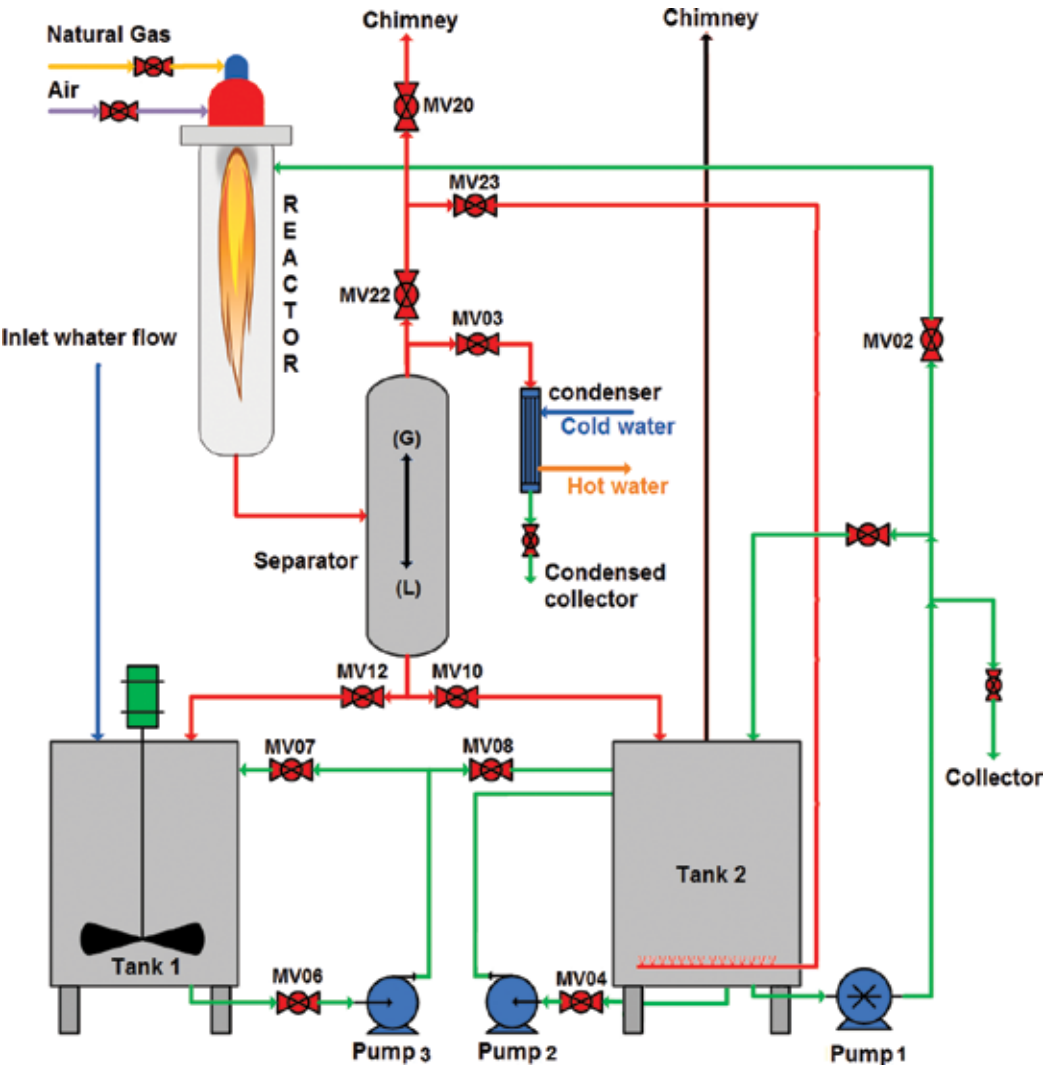 Chimney
Chimney
Natural Gas
Air
MV20
MV23
REACTOR
MV22
MV03
Inlet whater flow
MV02
condenser
Cold water
(G)
Hot water
Separator
Condensed
collector
(L)
MV12
MV10
MV07
MV08
Collector
Tank 2
Tank 1
MV06
MV04
Pump 3
Pump 2
Pump 1